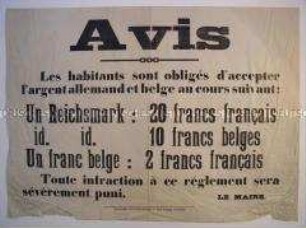 Avis
Les habitants sont obligés d'accepter
l'argent allemand et belge au cours suivant:
Un Reichsmark : 20 francs français
id. id. 10 francs belges
Un franc belge : 2 francs français
Toute infraction à ce réglement sera
sévèrement puni.
LE MAIRE